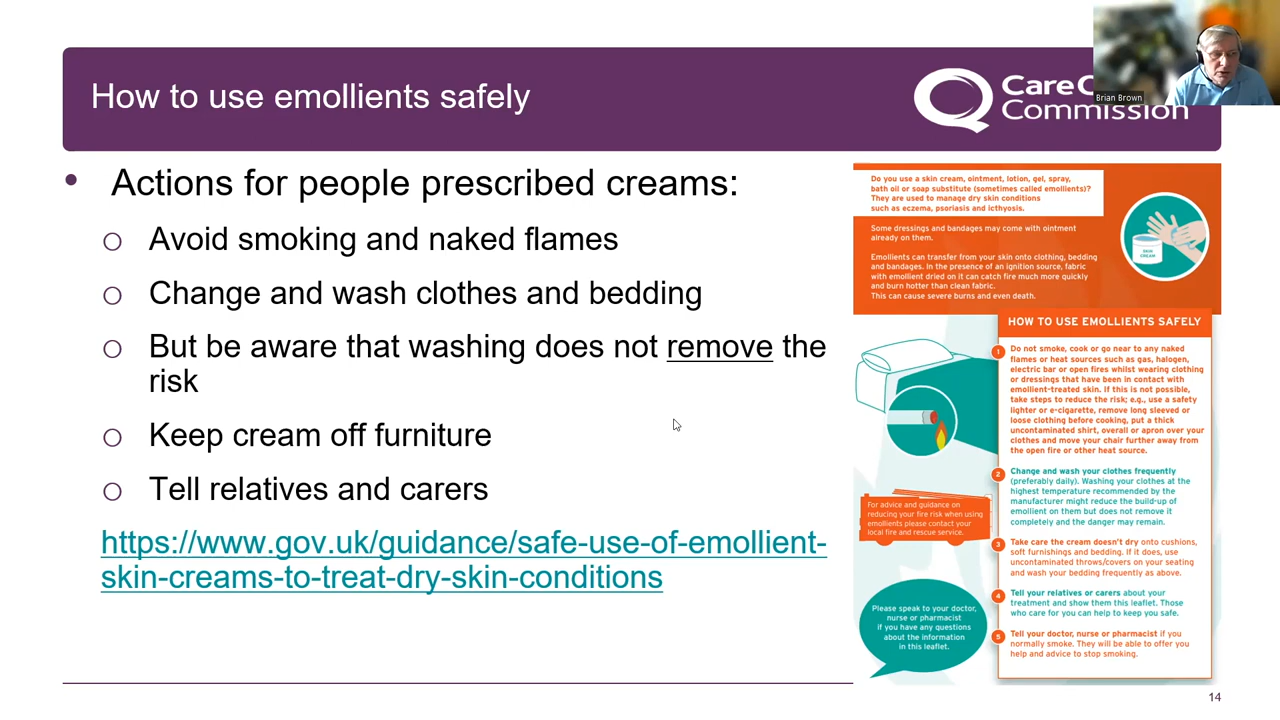 How to use emollients safely
Care
Commission
Brian Brown
• Actions for people prescribed creams:
o Avoid smoking and naked flames
o Change and wash clothes and bedding
o But be aware that washing does not remove the
risk
o Keep cream off furniture
o Tell relatives and carers
https://www.gov.uk/guidance/safe-use-of-emollient-
skin-creams-to-treat-dry-skin-conditions
Do you use a skin cream, ointment, lotion, gel, spray,
bath oil or soap substitute (sometimes called emollients)?
They are used to manage dry skin conditions
such as eczema, psoriasis and icthyosis.
Some dressings and bandages may come with ointment
already on them.
Emollients can transfer from your skin onto clothing, bedding
and bandages. In the presence of an ignition source, fabric
with emollient dried on it can catch fire much more quickly
and burn hotter than clean fabric.
This can cause severe burns and even death.
SKIN
CREAM
HOW TO USE EMOLLIENTS SAFELY
1 Do not smoke, cook or go near to any naked
flames or heat sources such as gas, halogen,
electric bar or open fires whilst wearing clothing
or dressings that have been in contact with
emollient-treated skin. If this is not possible,
take steps to reduce the risk; e.g., use a safety
lighter or e-cigarette, remove long sleeved or
loose clothing before cooking, put a thick
uncontaminated shirt, overall or apron over your
clothes and move your chair further away from
the open fire or other heat source.
2 Change and wash your clothes frequently
(preferably daily). Washing your clothes at the
highest temperature recommended by the
manufacturer might reduce the build-up of
emollient on them but does not remove it
completely and the danger may remain.
3 Take care the cream doesn't dry onto cushions,
soft furnishings and bedding. If it does, use
uncontaminated throws/covers on your seating
and wash your bedding frequently as above.
4 Tell your relatives or carers about your
treatment and show them this leaflet. Those
who care for you can help to keep you safe.
5 Tell your doctor, nurse or pharmacist if you
normally smoke. They will be able to offer you
help and advice to stop smoking.
For advice and guidance on
reducing your fire risk when using
emollients please contact your
local fire and rescue service.
Please speak to your doctor,
nurse or pharmacist
if you have any questions
about the information
in this leaflet.
14